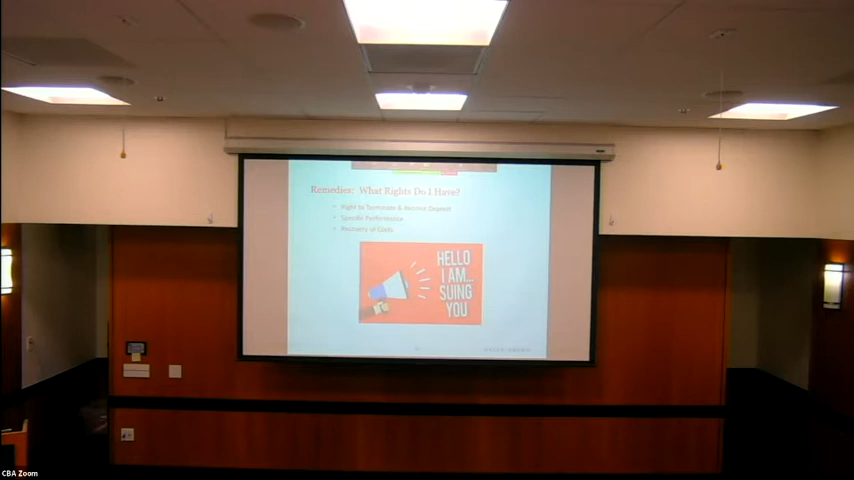 Remedies: What Rights Do I Have?
• Right to Terminate & Receive Deposit
• Specific Performance
• Recovery of Costs
HELLO
I AM...
SUING
YOU
CBA Zoom